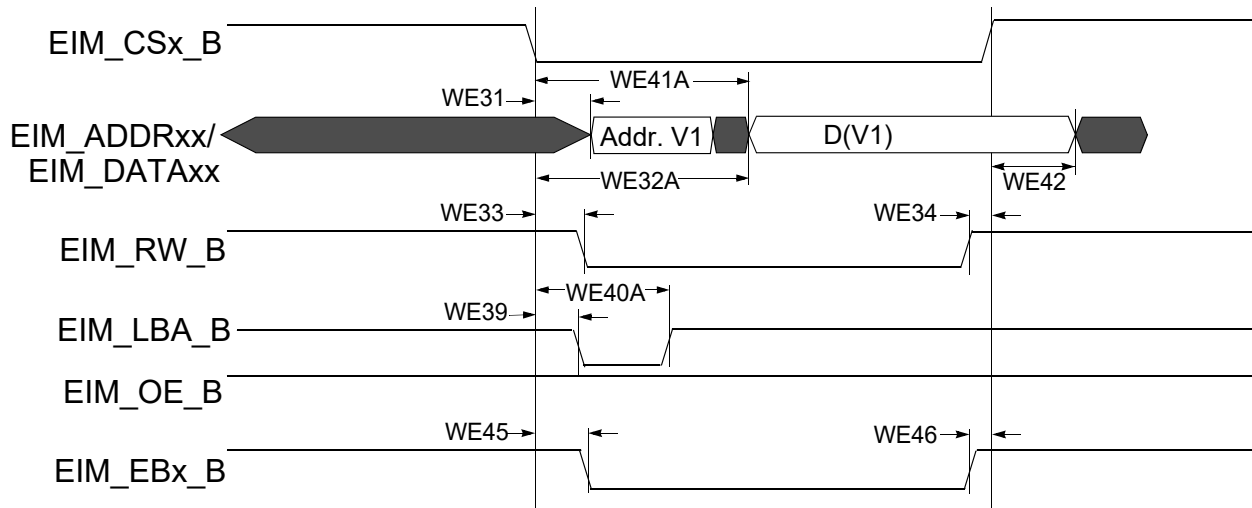 EIM_CSx_B
WE41A
WE31
EIM_ADDRxx/
EIM_DATAxx
Addr. V1
D(V1)
WE32A
WE42
WE33
WE34
EIM_RW_B
WE40A
WE39
EIM_LBA_B
EIM_OE_B
WE45
WE46
EIM_EBx_B